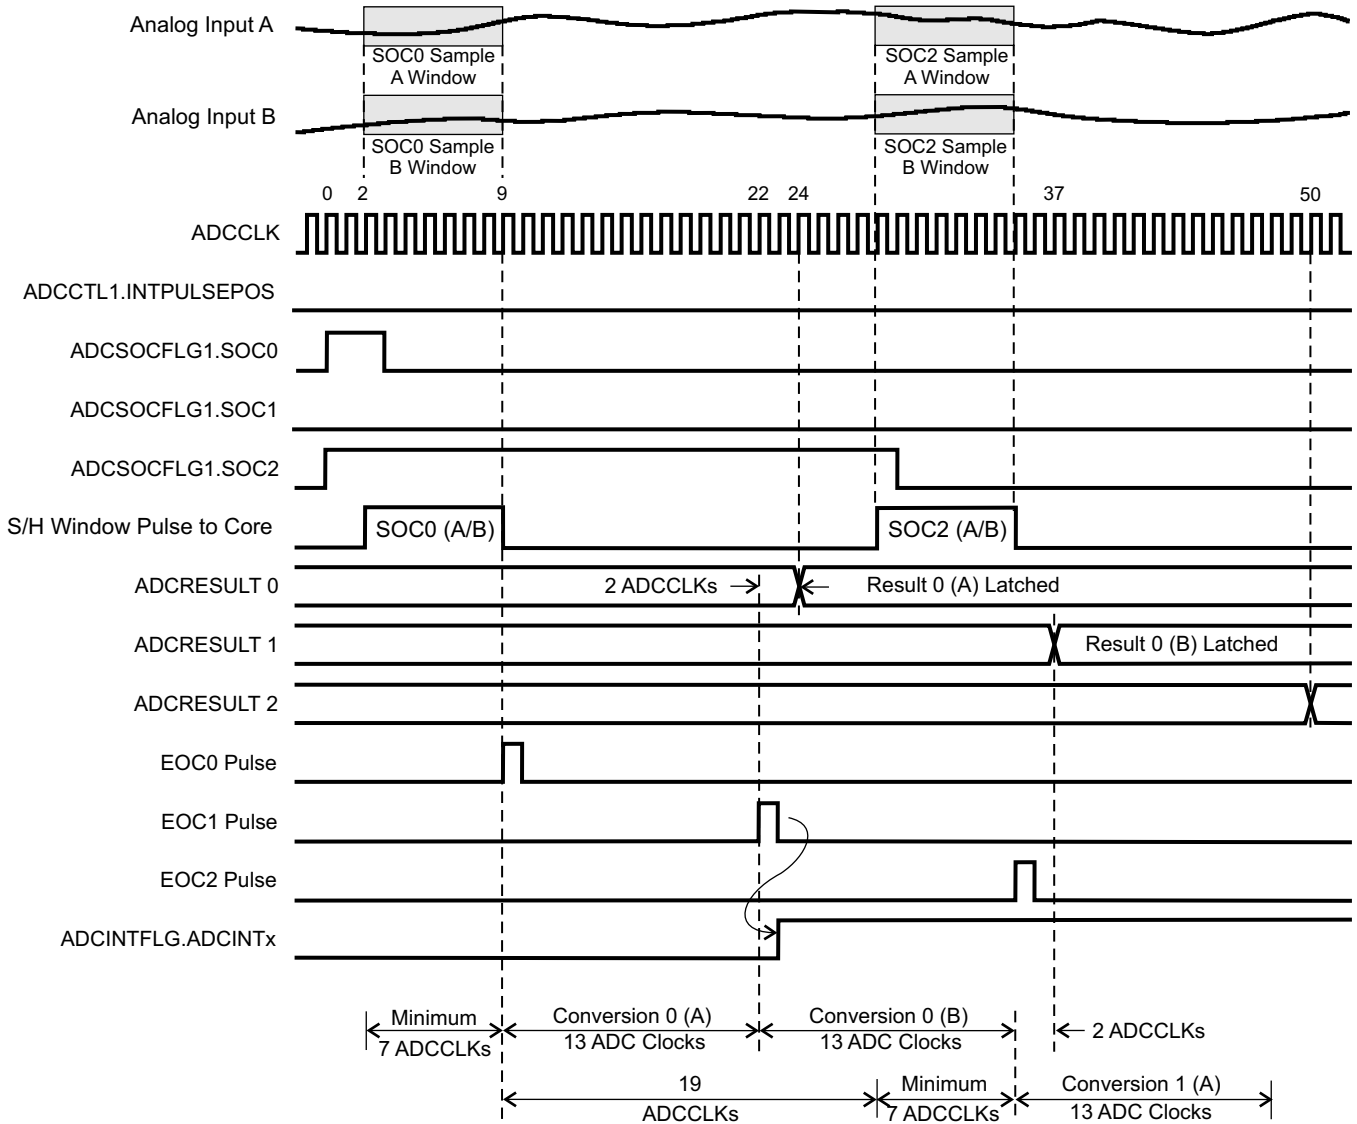 Analog Input A
SOC0 Sample
A Window
SOC2 Sample
A Window
Analog Input B
SOC0 Sample
B Window
SOC2 Sample
B Window
0 2 9 22 24 37 50
ADCCLK
ADCCTL1.INTPULSEPOS
ADCSOCFLG1.SOC0
ADCSOCFLG1.SOC1
ADCSOCFLG1.SOC2
S/H Window Pulse to Core SOC0 (A/B) SOC2 (A/B)
ADCRESULT 0 2 ADCCLKs Result 0 (A) Latched
ADCRESULT 1 Result 0 (B) Latched
ADCRESULT 2
EOC0 Pulse
EOC1 Pulse
EOC2 Pulse
ADCINTFLG.ADCINTx
Minimum
7 ADCCLKs
Conversion 0 (A)
13 ADC Clocks
Conversion 0 (B)
13 ADC Clocks
2 ADCCLKs
19
ADCCLKs
Minimum
7 ADCCLKs
Conversion 1 (A)
13 ADC Clocks